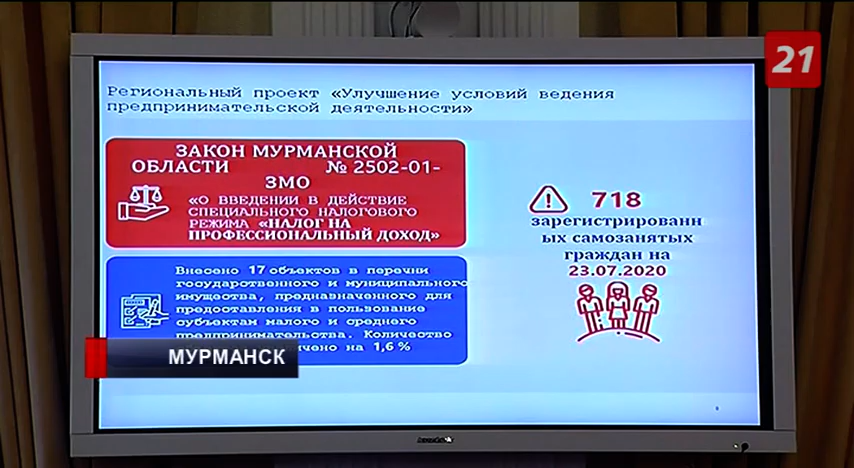 21
Региональный проект «Улучшение условий ведения
предпринимательской деятельности»
ЗАКОН МУРМАНСКОЙ
ОБЛАСТИ № 2502-01-
ЗМО
«О ВВЕДЕНИИ В ДЕЙСТВИЕ
СПЕЦИАЛЬНОГО НАЛОГОВОГО
РЕЖИМА «НАЛОГ НА
ПРОФЕССИОНАЛЬНЫЙ ДОХОД»
718
зарегистрированн
ых самозанятых
граждан на
23.07.2020
Внесено 17 объектов в перечни
государственного и муниципального
имущества, предназначенного для
предоставления в пользование
субъектам малого и среднего
предпринимательства. Количество
на 1,6 %
МУРМАНСК